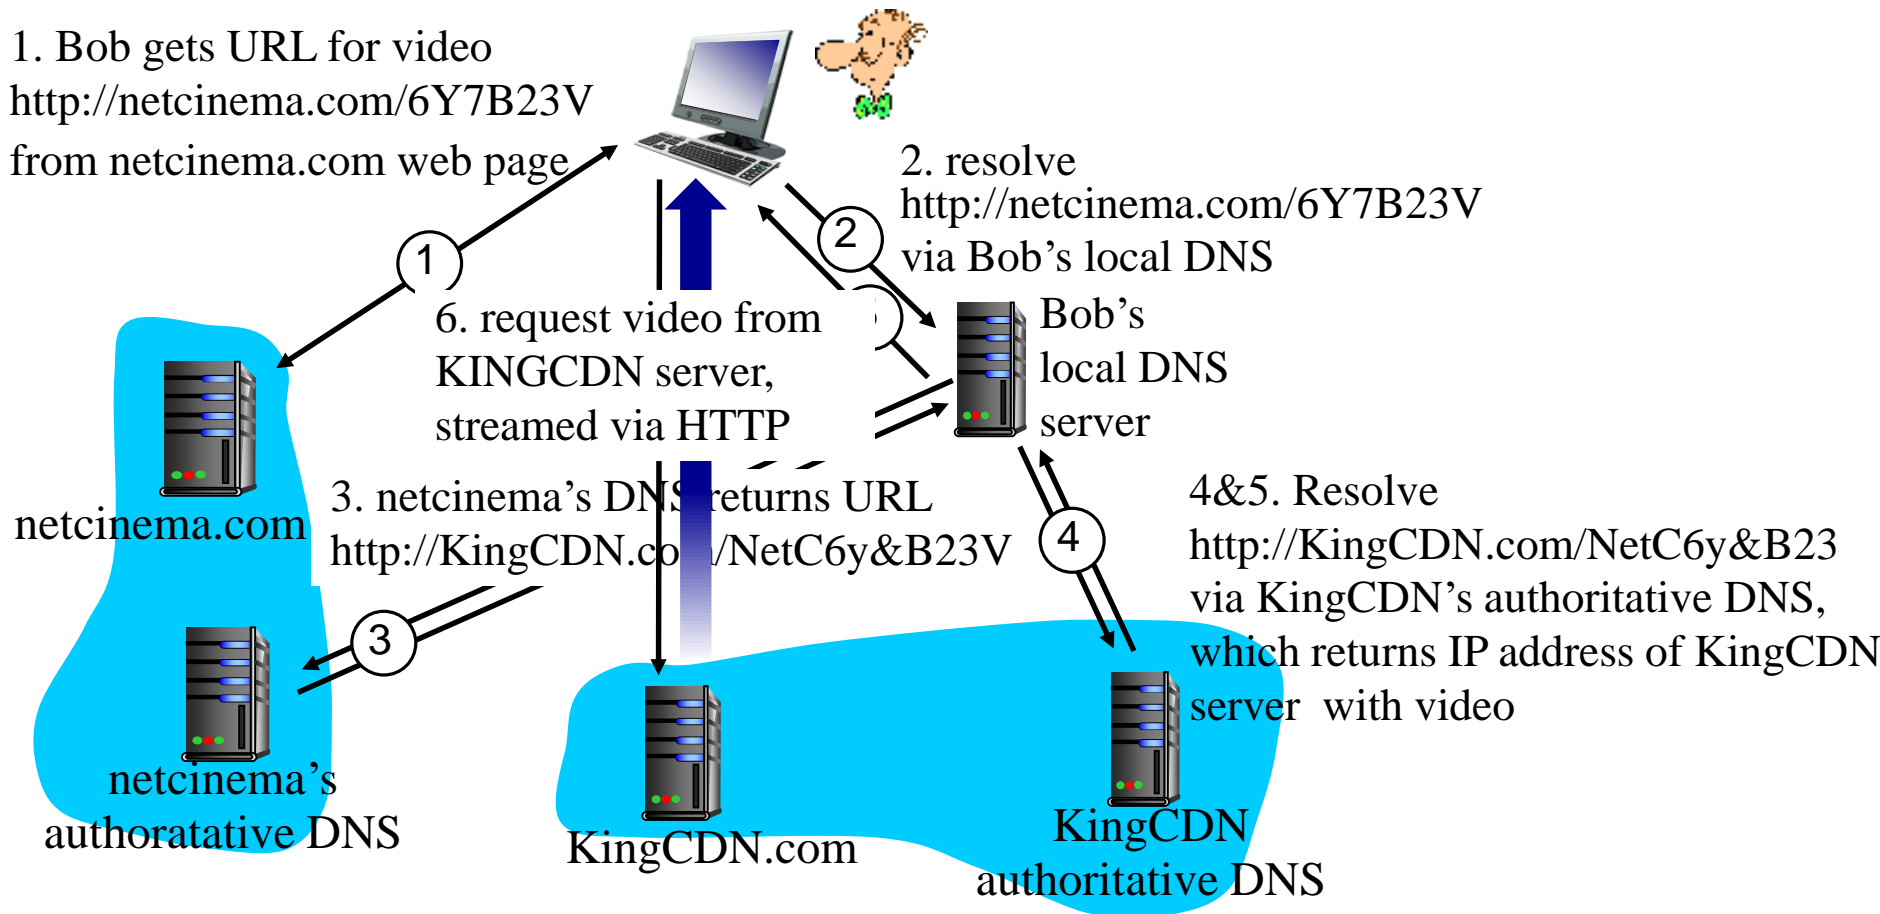 1. Bob gets URL for video
http://netcinema.com/6Y7B23V
from netcinema.com web page
2. resolve
http://netcinema.com/6Y7B23V
via Bob's local DNS
1
2
6. request video from
KINGCDN server,
streamed via HTTP
Bob's
local DNS
server
netcinema.com
3. netcinema's DNS returns URL
http://KingCDN.com/NetC6y&B23V
4
4&5. Resolve
http://KingCDN.com/NetC6y&B23
via KingCDN's authoritative DNS,
which returns IP address of KingCDN
server with video
3
netcinema's
authoratative DNS
KingCDN.com
KingCDN
authoritative DNS